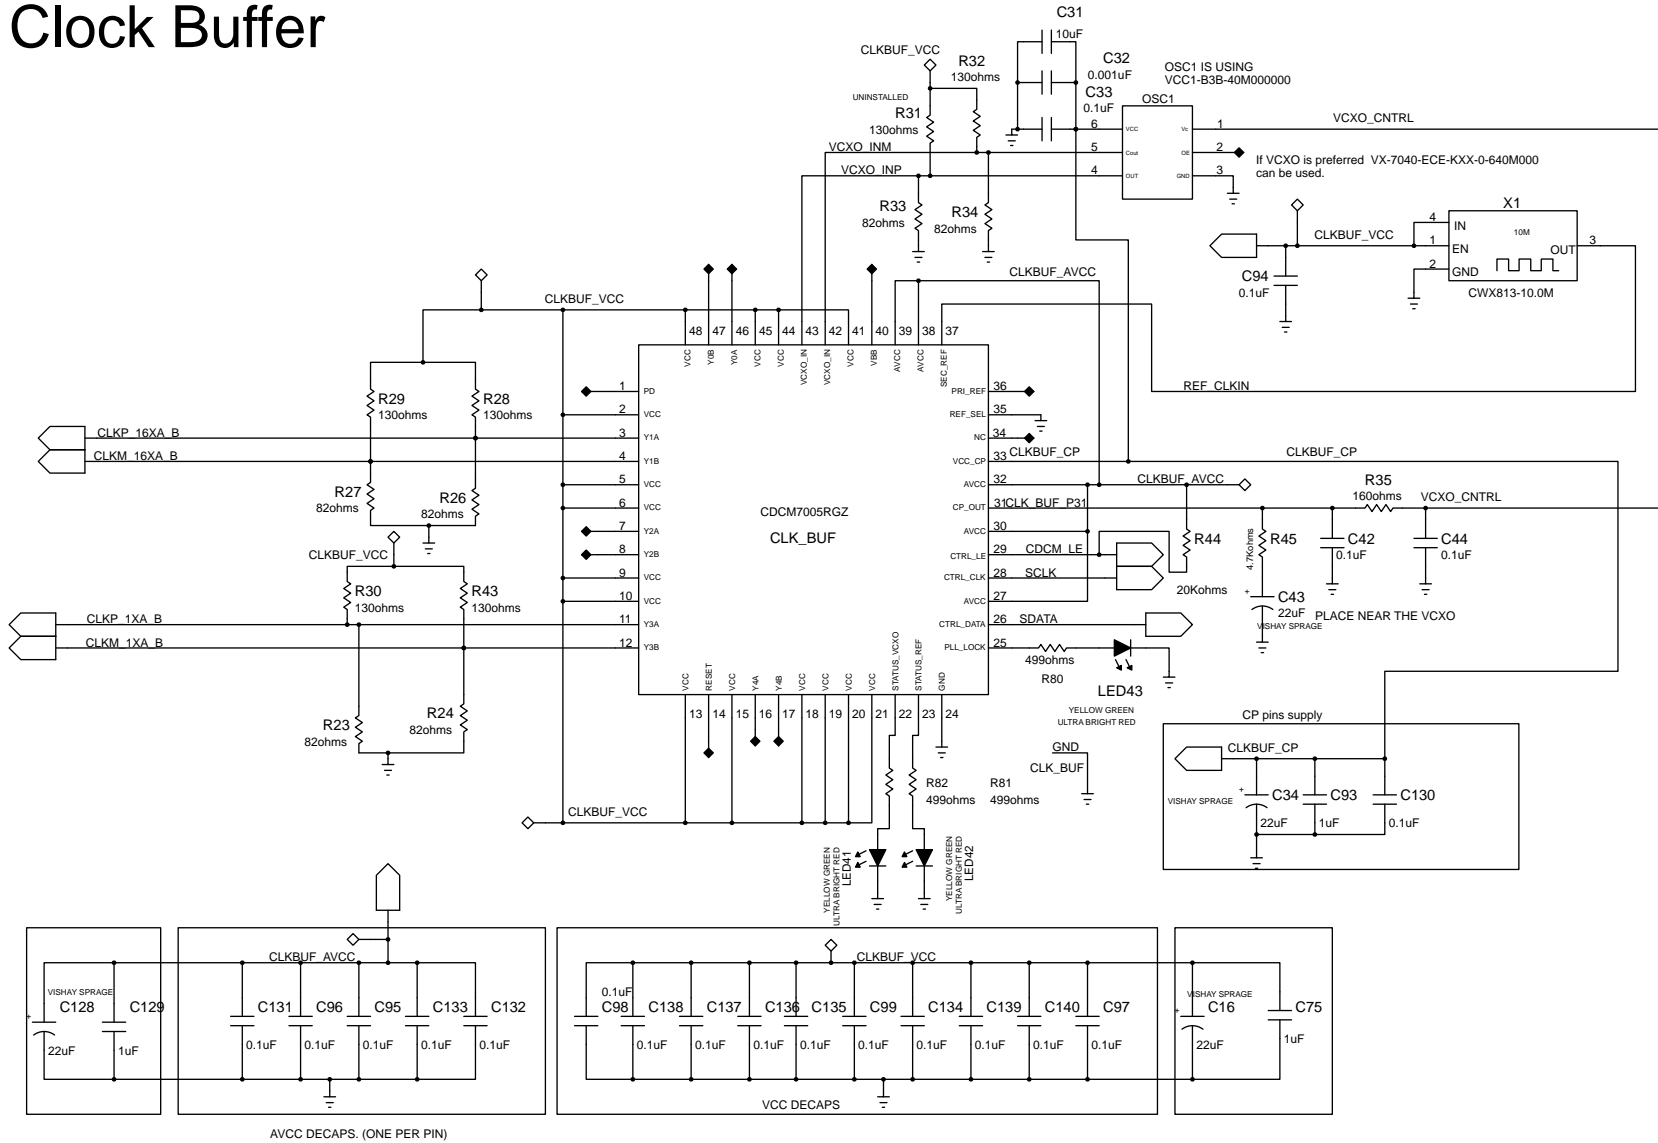 Clock Buffer
C31
10uF
CLKBUF_VCC
R32
130ohms
C32
0.001uF
OSC1 IS USING
VCC1-B3B-40M000000
UNINSTALLED
C33
0.1uF
OSC1
R31
130ohms
6
VCC
Vc
1
VCXO_CNTRL
VCXO_INM
5
Cout
OE
2
If VCXO is preferred VX-7040-ECE-KXX-0-640M000
can be used.
VCXO_INP
4
OUT
GND
3
R33
82ohms
R34
82ohms
X1
4
IN
10M
CLKBUF_VCC
1
EN
OUT
3
2
GND
C94
0.1uF
CWX813-10.0M
CLKBUF_VCC
CLKBUF_AVCC
48 47 46 45 44 43 42 41 40 39 38 37
VCC Y0B Y0A VCC VCC VCXO_IN VCXO_IN VCC VBB AVCC AVCC SEC_REF
REF_CLKIN
R29
130ohms
R28
130ohms
1 PD
PRI_REF 36
2 VCC
REF_SEL 35
CLKP_16XA_B
3 Y1A
NC 34
CLKM_16XA_B
4 Y1B
VCC_CP 33
CLKBUF_CP
CLKBUF_CP
5 VCC
AVCC 32
CLKBUF_AVCC
R27
82ohms
R26
82ohms
6 VCC
CP_OUT 31
CLK_BUF_P31
R35
160ohms
VCXO_CNTRL
CDCM7005RGZ
CLK_BUF
7 Y2A
AVCC 30
8 Y2B
CTRL_LE 29
CDCM_LE
R44
20Kohms
R45
4.7Kohms
C42
0.1uF
C44
0.1uF
CLKBUF_VCC
9 VCC
CTRL_CLK 28
SCLK
R30
130ohms
R43
130ohms
10 VCC
AVCC 27
C43
22uF
VISHAY SPRAGE
PLACE NEAR THE VCXO
CLKP_1XA_B
11 Y3A
CTRL_DATA 26
SDATA
CLKM_1XA_B
12 Y3B
PLL_LOCK 25
499ohms
R80
LED43
YELLOW GREEN
ULTRA BRIGHT RED
VCC RESET VCC Y4A Y4B VCC VCC VCC VCC STATUS_VCXO STATUS_REF GND
13 14 15 16 17 18 19 20 21 22 23 24
R23
82ohms
R24
82ohms
CP pins supply
GND
CLK_BUF
CLKBUF_CP
R82
499ohms
R81
499ohms
VISHAY SPRAGE
C34
22uF
C93
1uF
C130
0.1uF
CLKBUF_VCC
YELLOW GREEN
ULTRA BRIGHT RED
LED41
YELLOW GREEN
ULTRA BRIGHT RED
LED42
CLKBUF_AVCC
CLKBUF_VCC
VISHAY SPRAGE
C128
22uF
C129
1uF
C131
0.1uF
C96
0.1uF
C95
0.1uF
C133
0.1uF
C132
0.1uF
0.1uF
C98
C138
0.1uF
C137
0.1uF
C136
0.1uF
C135
0.1uF
C99
0.1uF
C134
0.1uF
C139
0.1uF
C140
0.1uF
C97
0.1uF
VISHAY SPRAGE
C16
22uF
C75
1uF
VCC DECAPS
AVCC DECAPS. (ONE PER PIN)